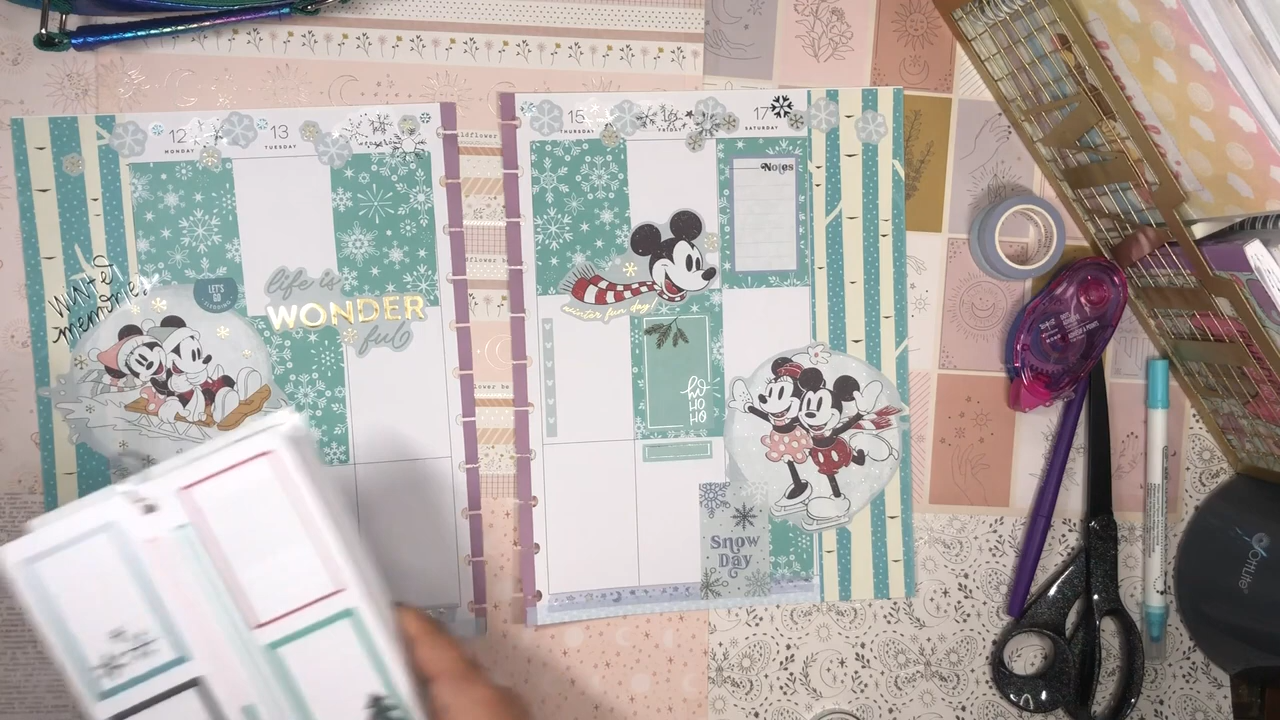 12
MONDAY
13
TUESDAY
15
THURSDAY
16
FRIDAY
17
SATURDAY
Notes
winter
memories
LET'S
GO
life is
WONDER
ful
winter fun day!
ho
HO
HO
Snow
Day